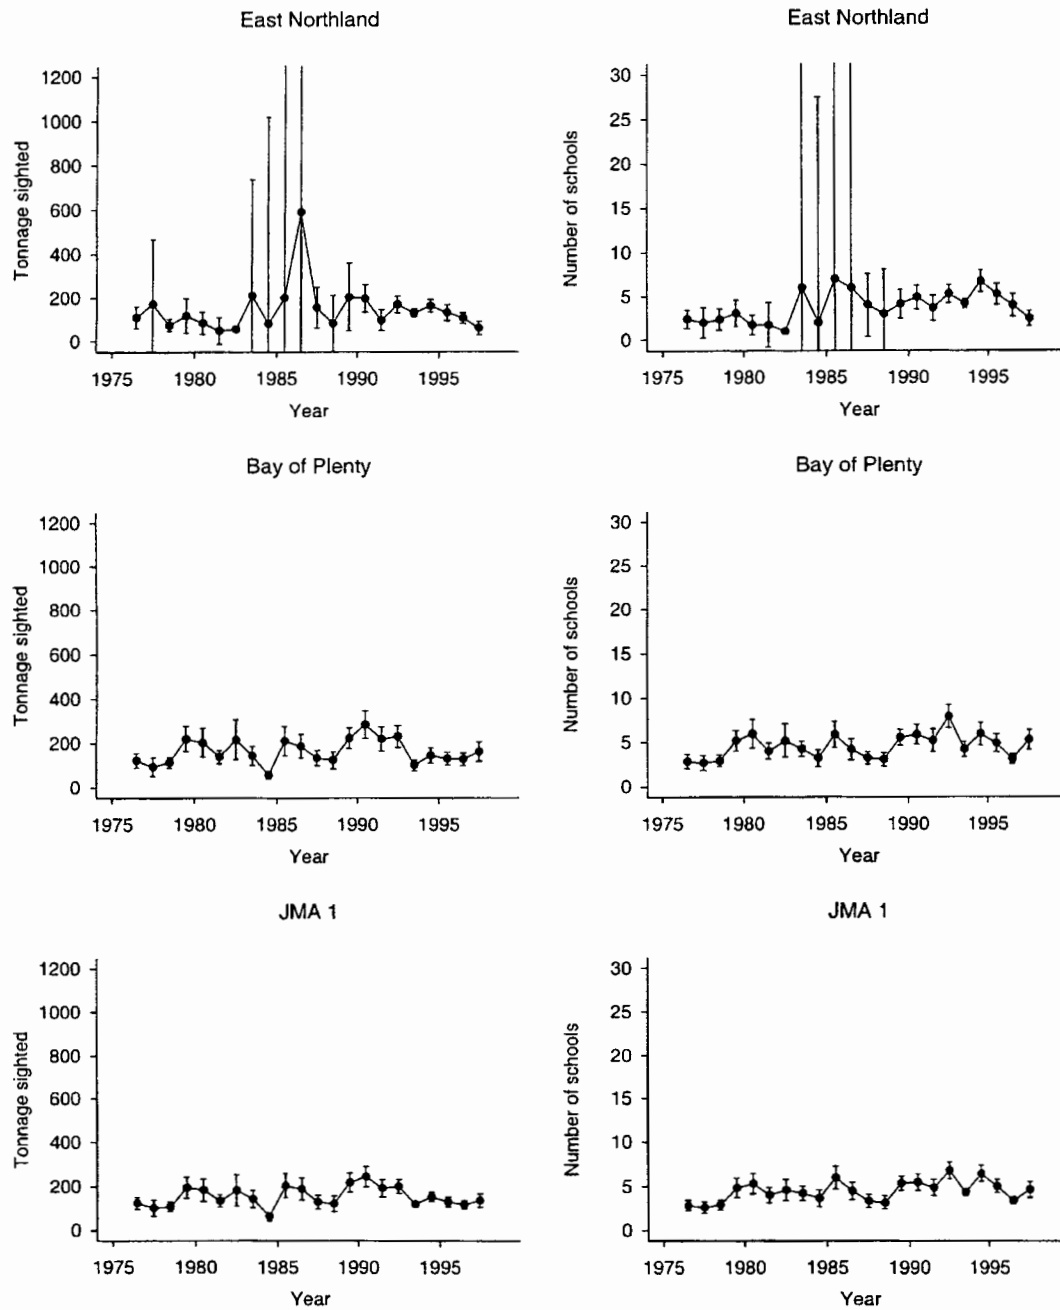 East Northland
Tonnage sighted
1200
1000
800
600
400
200
0
1975 1980 1985 1990 1995
Year
East Northland
Number of schools
30
25
20
15
10
5
0
1975 1980 1985 1990 1995
Year
Bay of Plenty
Tonnage sighted
1200
1000
800
600
400
200
0
1975 1980 1985 1990 1995
Year
Bay of Plenty
Number of schools
30
25
20
15
10
5
0
1975 1980 1985 1990 1995
Year
JMA 1
Tonnage sighted
1200
1000
800
600
400
200
0
1975 1980 1985 1990 1995
Year
JMA 1
Number of schools
30
25
20
15
10
5
0
1975 1980 1985 1990 1995
Year